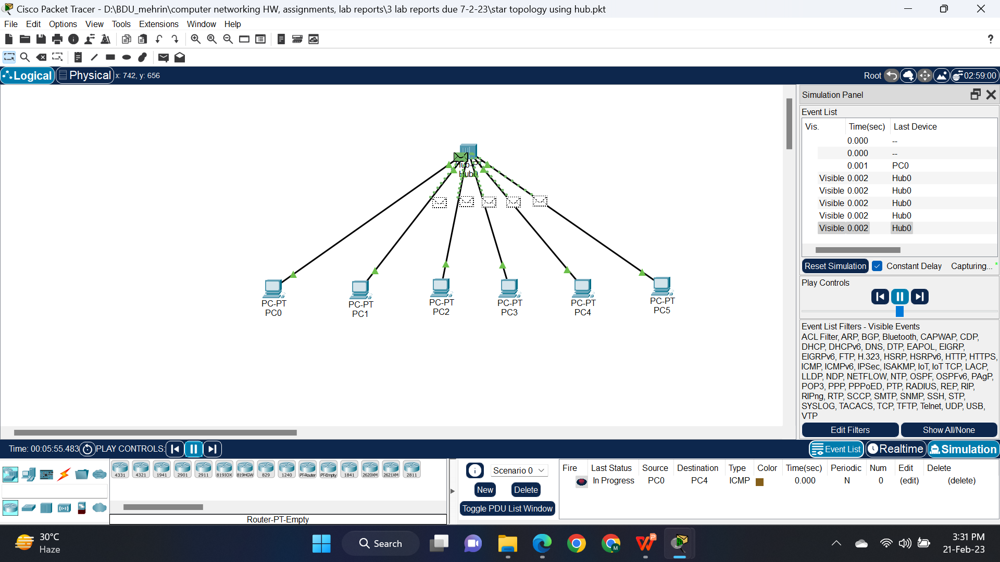 Cisco Packet Tracer - D:\BDU_mehrin\computer networking HW, assignments, lab reports\3 lab reports due 7-2-23\star topology using hub.pkt
File Edit Options View Tools Extensions Window Help
?
Logical Physical x: 742, y: 656
Root 02:59:00
Simulation Panel
Event List
Vis. Time(sec) Last Device
0.000 --
0.000 --
0.001 PC0
Visible 0.002 Hub0
Visible 0.002 Hub0
Visible 0.002 Hub0
Visible 0.002 Hub0
Visible 0.002 Hub0
Reset Simulation Constant Delay Capturing... *
Play Controls
Event List Filters - Visible Events
ACL Filter, ARP, BGP, Bluetooth, CAPWAP, CDP,
DHCP, DHCPv6, DNS, DTP, EAPOL, EIGRP,
EIGRPv6, FTP, H.323, HSRP, HSRPv6, HTTP, HTTPS,
ICMP, ICMPv6, IPSec, ISAKMP, IoT, IoT TCP, LACP,
LLDP, NDP, NETFLOW, NTP, OSPF, OSPFv6, PAgP,
POP3, PPP, PPPoED, PTP, RADIUS, REP, RIP,
RIPng, RTP, SCCP, SMTP, SNMP, SSH, STP,
SYSLOG, TACACS, TCP, TFTP, Telnet, UDP, USB,
VTP
Edit Filters Show All/None
Hub-PT
Hub0
PC-PT
PC0
PC-PT
PC1
PC-PT
PC2
PC-PT
PC3
PC-PT
PC4
PC-PT
PC5
Time: 00:05:55.483 PLAY CONTROLS:
Event List Realtime Simulation
4331 4321 1941 2901 2911 819IOX 819HGW 829 1240 PT-Router PT-Empty 1841 2620XM 2621XM 2811
Router-PT-Empty
Scenario 0
New Delete
Toggle PDU List Window
Fire Last Status Source Destination Type Color Time(sec) Periodic Num Edit Delete
In Progress PC0 PC4 ICMP 0.000 N 0 (edit) (delete)
30°C
Haze
Search
3:31 PM
21-Feb-23